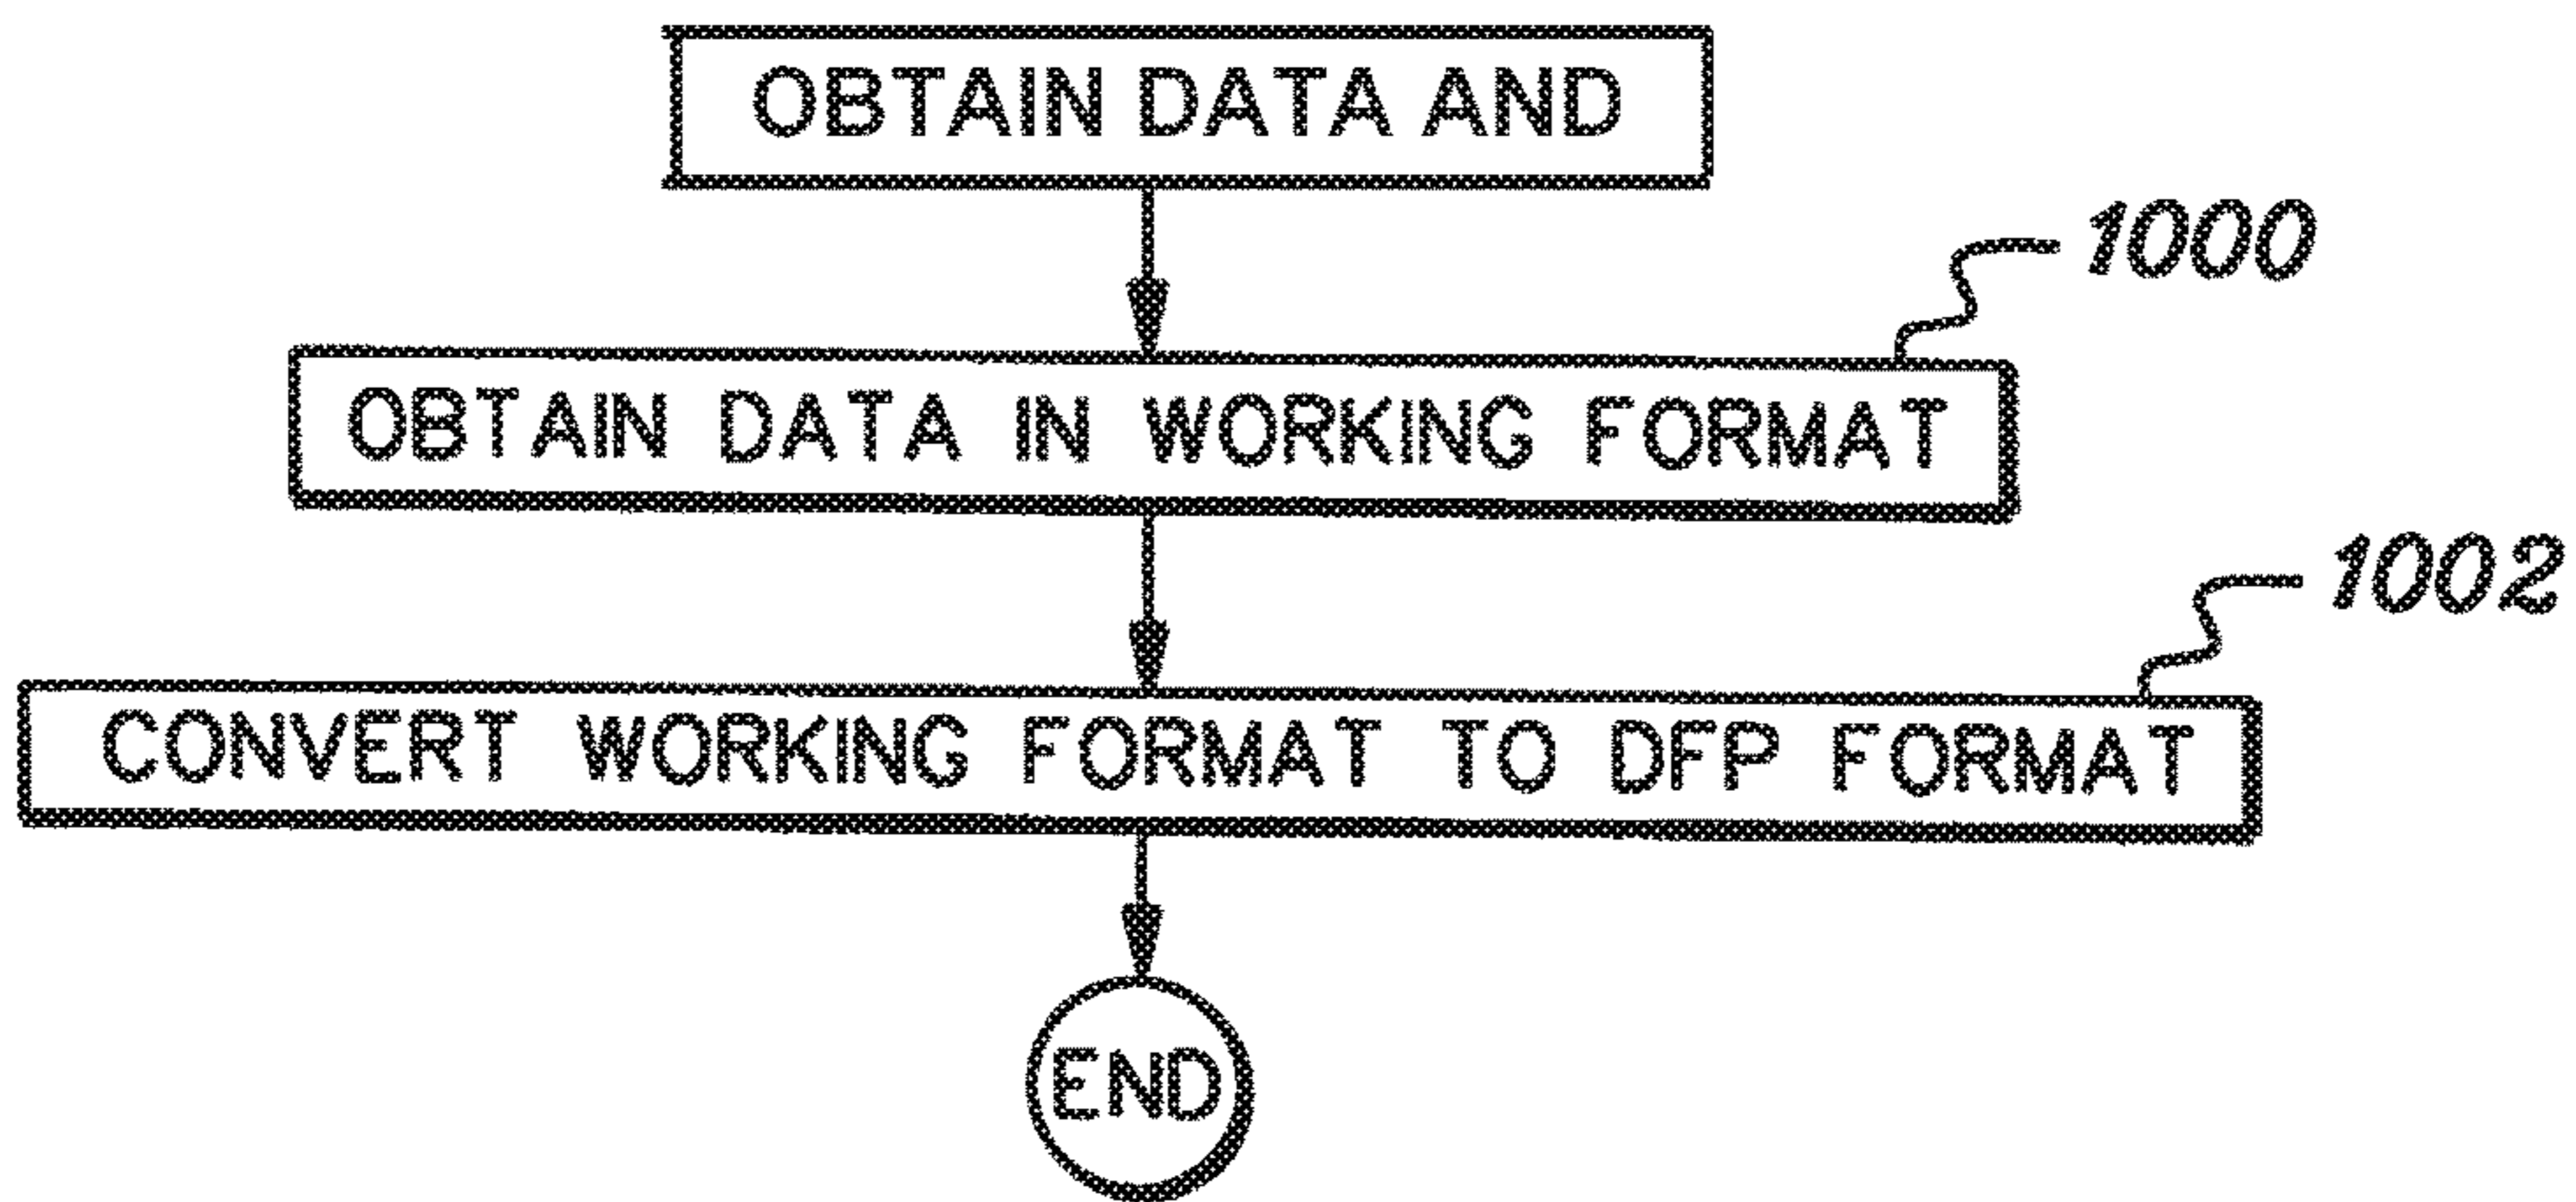 OBTAIN DATA AND
1000
OBTAIN DATA IN WORKING FORMAT
1002
CONVERT WORKING FORMAT TO DFP FORMAT
END